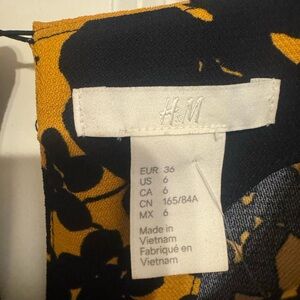 H&M
EUR 36
US 6
CA 6
CN 165/84A
MX 6
Made in
Vietnam
Fabriqué en
Vietnam